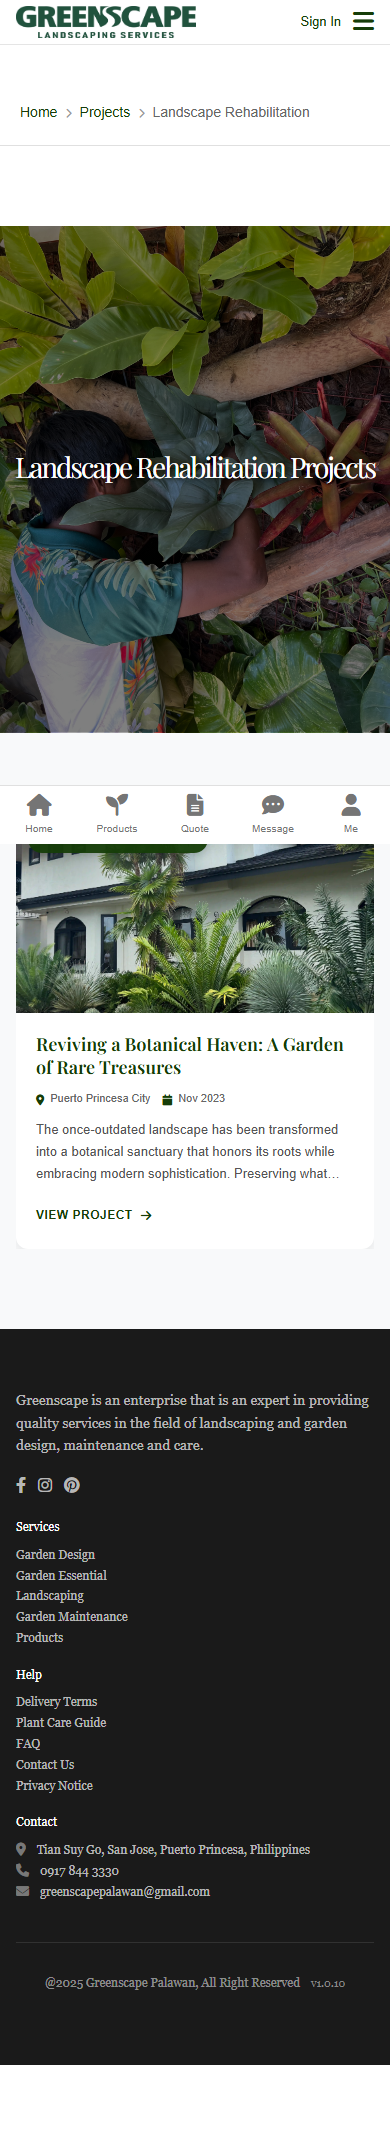 GREENSCAPE
LANDSCAPING SERVICES
Sign In
Home > Projects > Landscape Rehabilitation
Landscape Rehabilitation Projects
Home Products Quote Message Me
Reviving a Botanical Haven: A Garden
of Rare Treasures
Puerto Princesa City Nov 2023
The once-outdated landscape has been transformed
into a botanical sanctuary that honors its roots while
embracing modern sophistication. Preserving what…
VIEW PROJECT →
Greenscape is an enterprise that is an expert in providing
quality services in the field of landscaping and garden
design, maintenance and care.
Services
Garden Design
Garden Essential
Landscaping
Garden Maintenance
Products
Help
Delivery Terms
Plant Care Guide
FAQ
Contact Us
Privacy Notice
Contact
Tian Suy Go, San Jose, Puerto Princesa, Philippines
0917 844 3330
greenscapepalawan@gmail.com
@2025 Greenscape Palawan, All Right Reserved v1.0.10